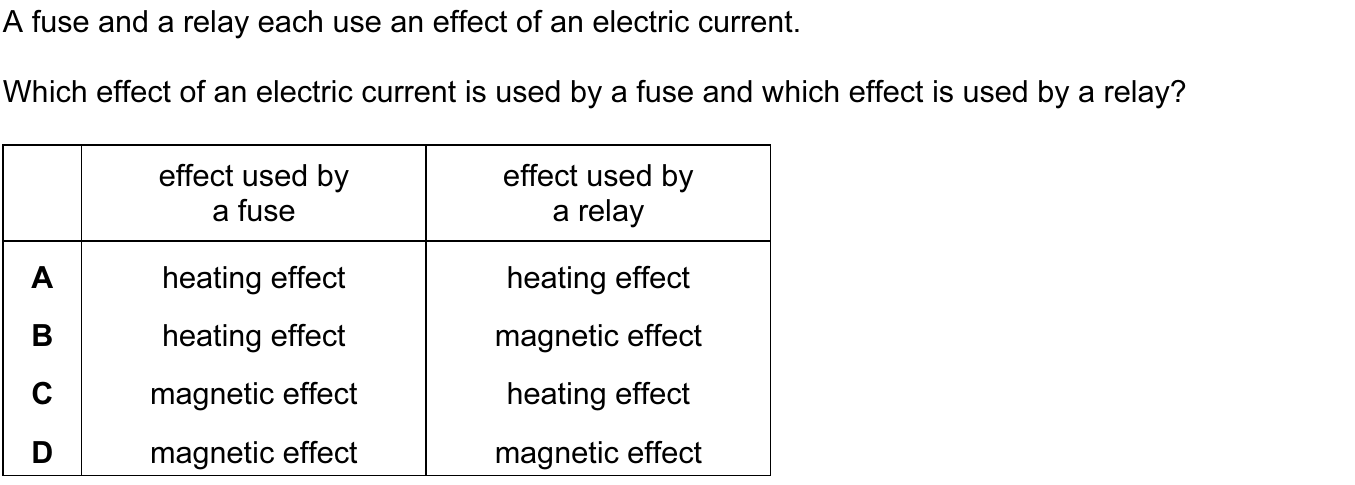 A fuse and a relay each use an effect of an electric current.
Which effect of an electric current is used by a fuse and which effect is used by a relay?
effect used by a fuse effect used by a relay
A heating effect heating effect
B heating effect magnetic effect
C magnetic effect heating effect
D magnetic effect magnetic effect